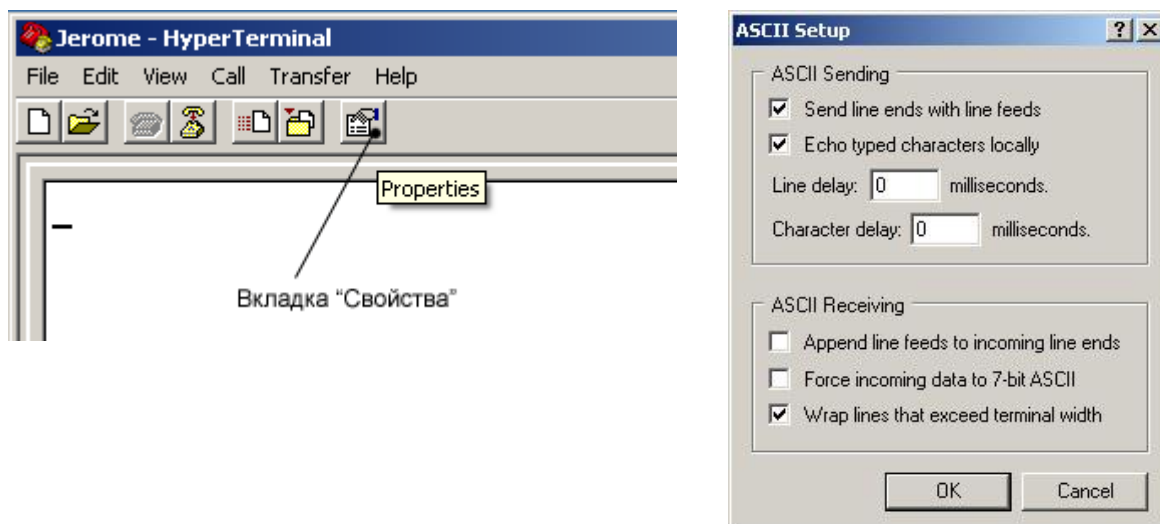 Jerome - HyperTerminal
File Edit View Call Transfer Help
Properties
Вкладка “Свойства”
ASCII Setup
ASCII Sending
Send line ends with line feeds
Echo typed characters locally
Line delay: 0 milliseconds.
Character delay: 0 milliseconds.
ASCII Receiving
Append line feeds to incoming line ends
Force incoming data to 7-bit ASCII
Wrap lines that exceed terminal width
OK Cancel